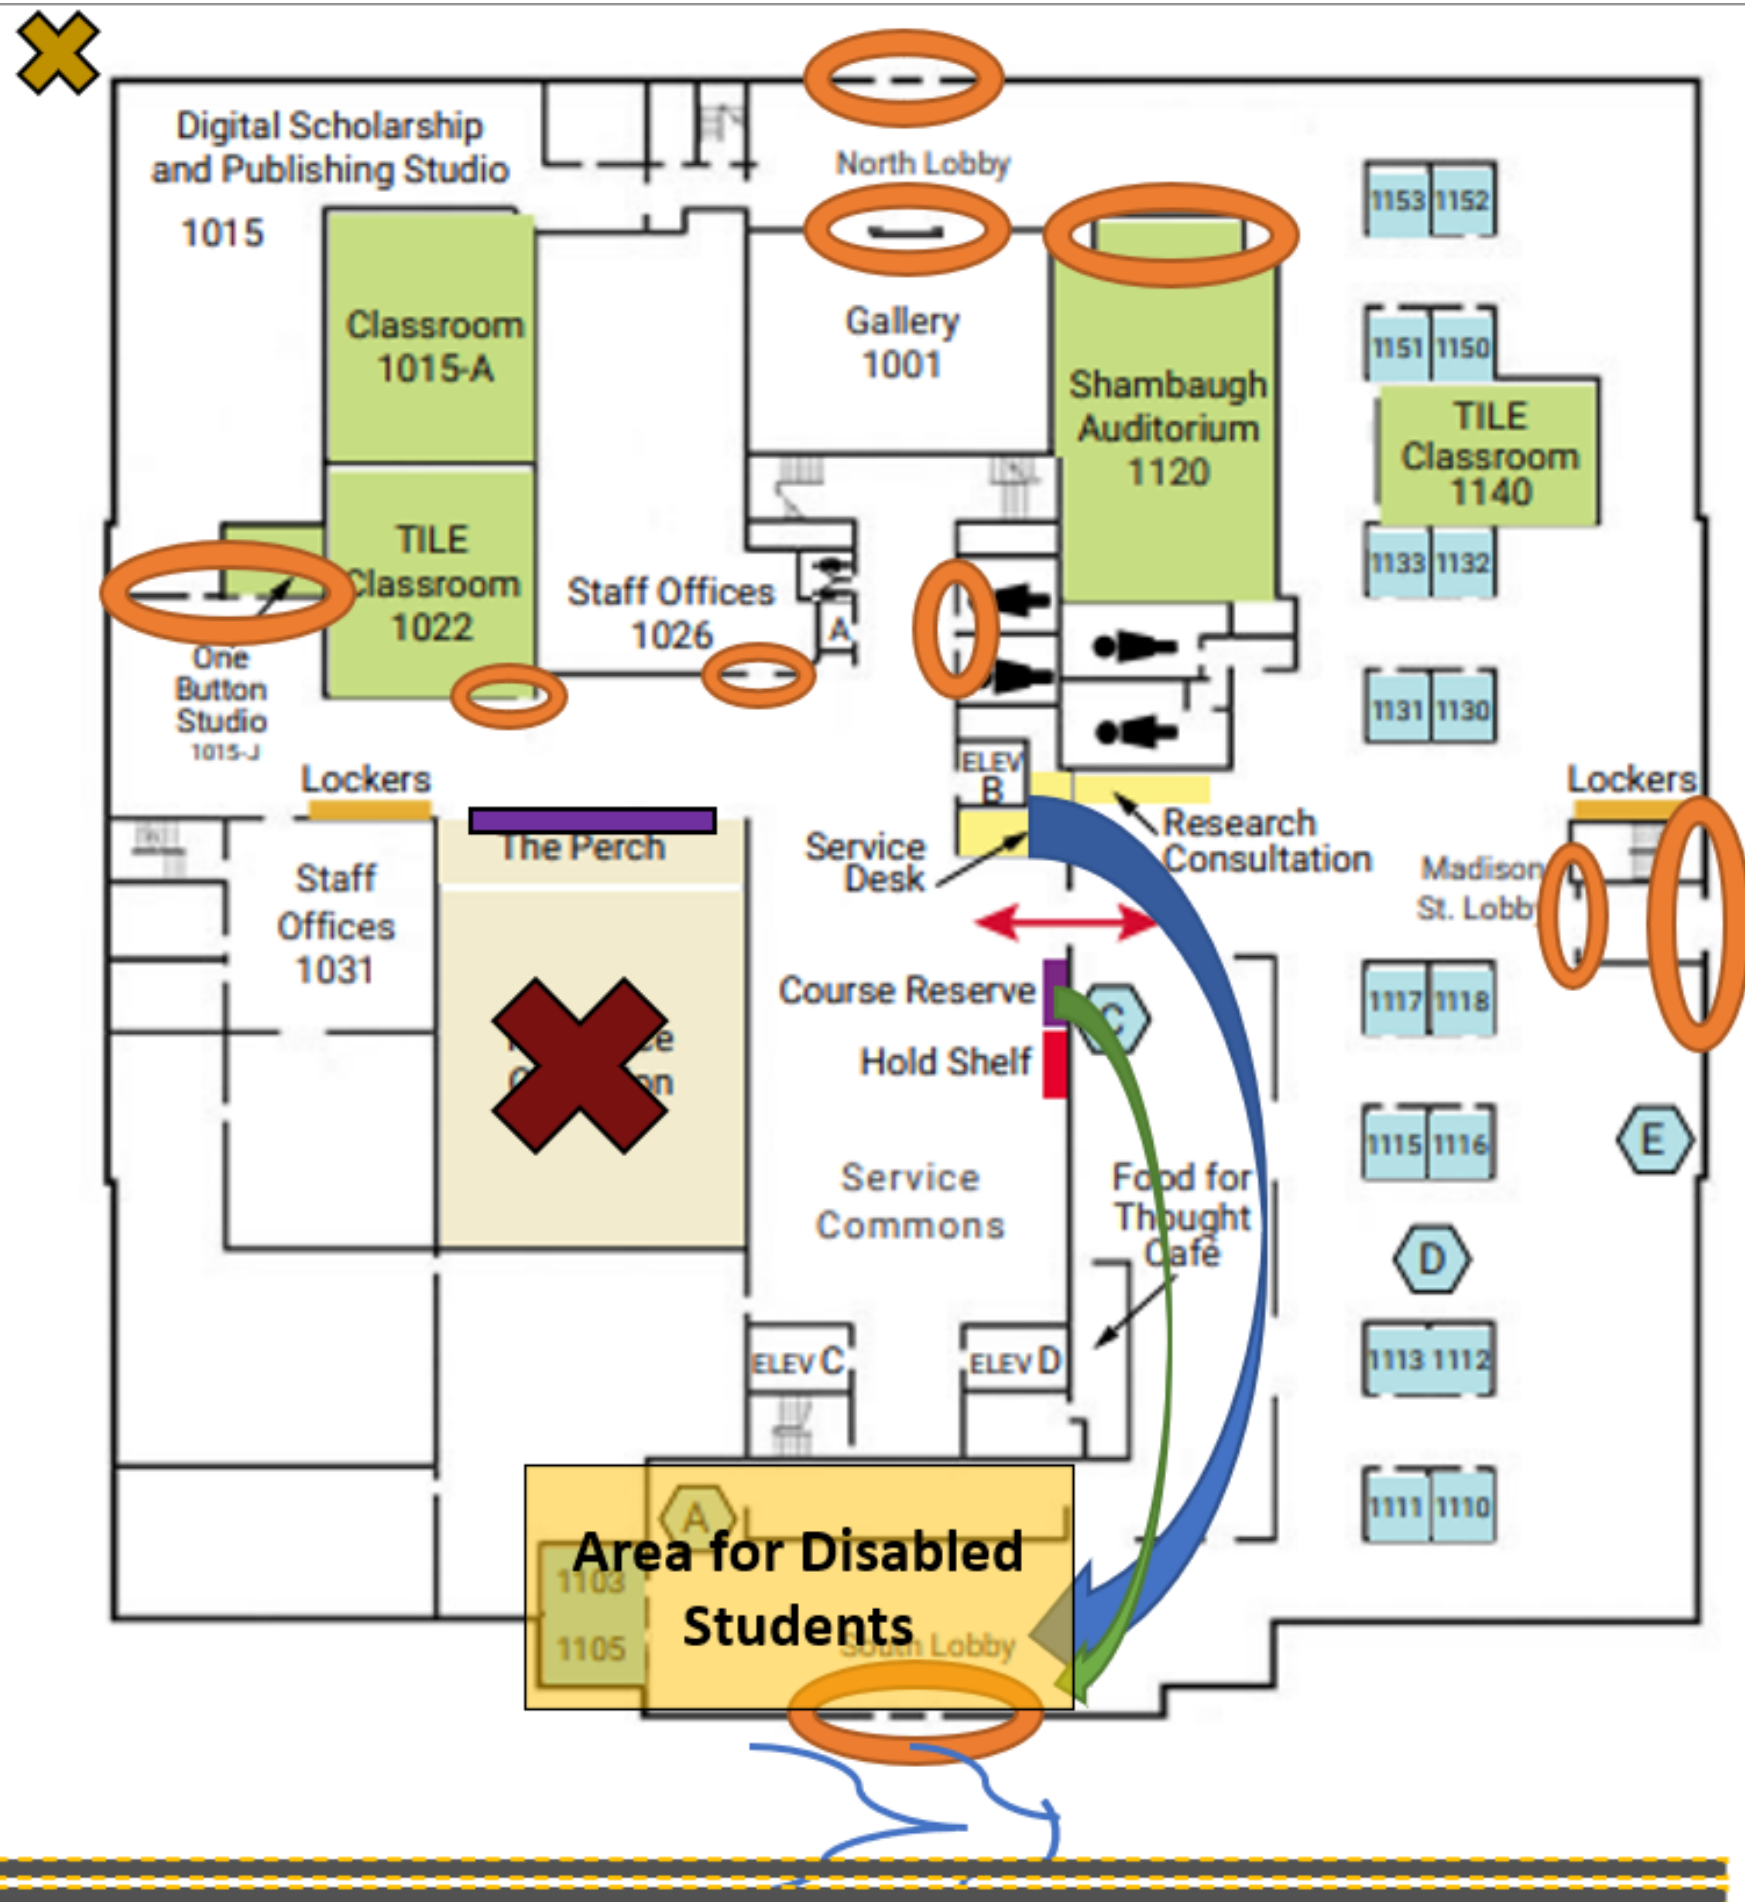 Digital Scholarship
and Publishing Studio
1015
North Lobby
1153 1152
Classroom
1015-A
Gallery
1001
1151 1150
Shambaugh
Auditorium
1120
TILE
Classroom
1140
TILE
Classroom
1022
Staff Offices
1026
A
1133 1132
One
Button
Studio
1015-J
1131 1130
Lockers
ELEV
B
Lockers
The Perch
Service
Desk
Research
Consultation
Staff
Offices
1031
Madison
St. Lobby
Course Reserve
C
1117 1118
Hold Shelf
1115 1116
E
Service
Commons
Food for
Thought
Café
D
ELEV C
ELEV D
1113 1112
A
1111 1110
Area for Disabled
Students
1103
1105
South Lobby